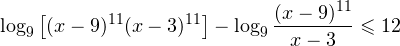 log₉ [(x − 9)¹¹(x − 3)¹¹] − log₉ (x − 9)¹¹/(x − 3) ⩽ 12